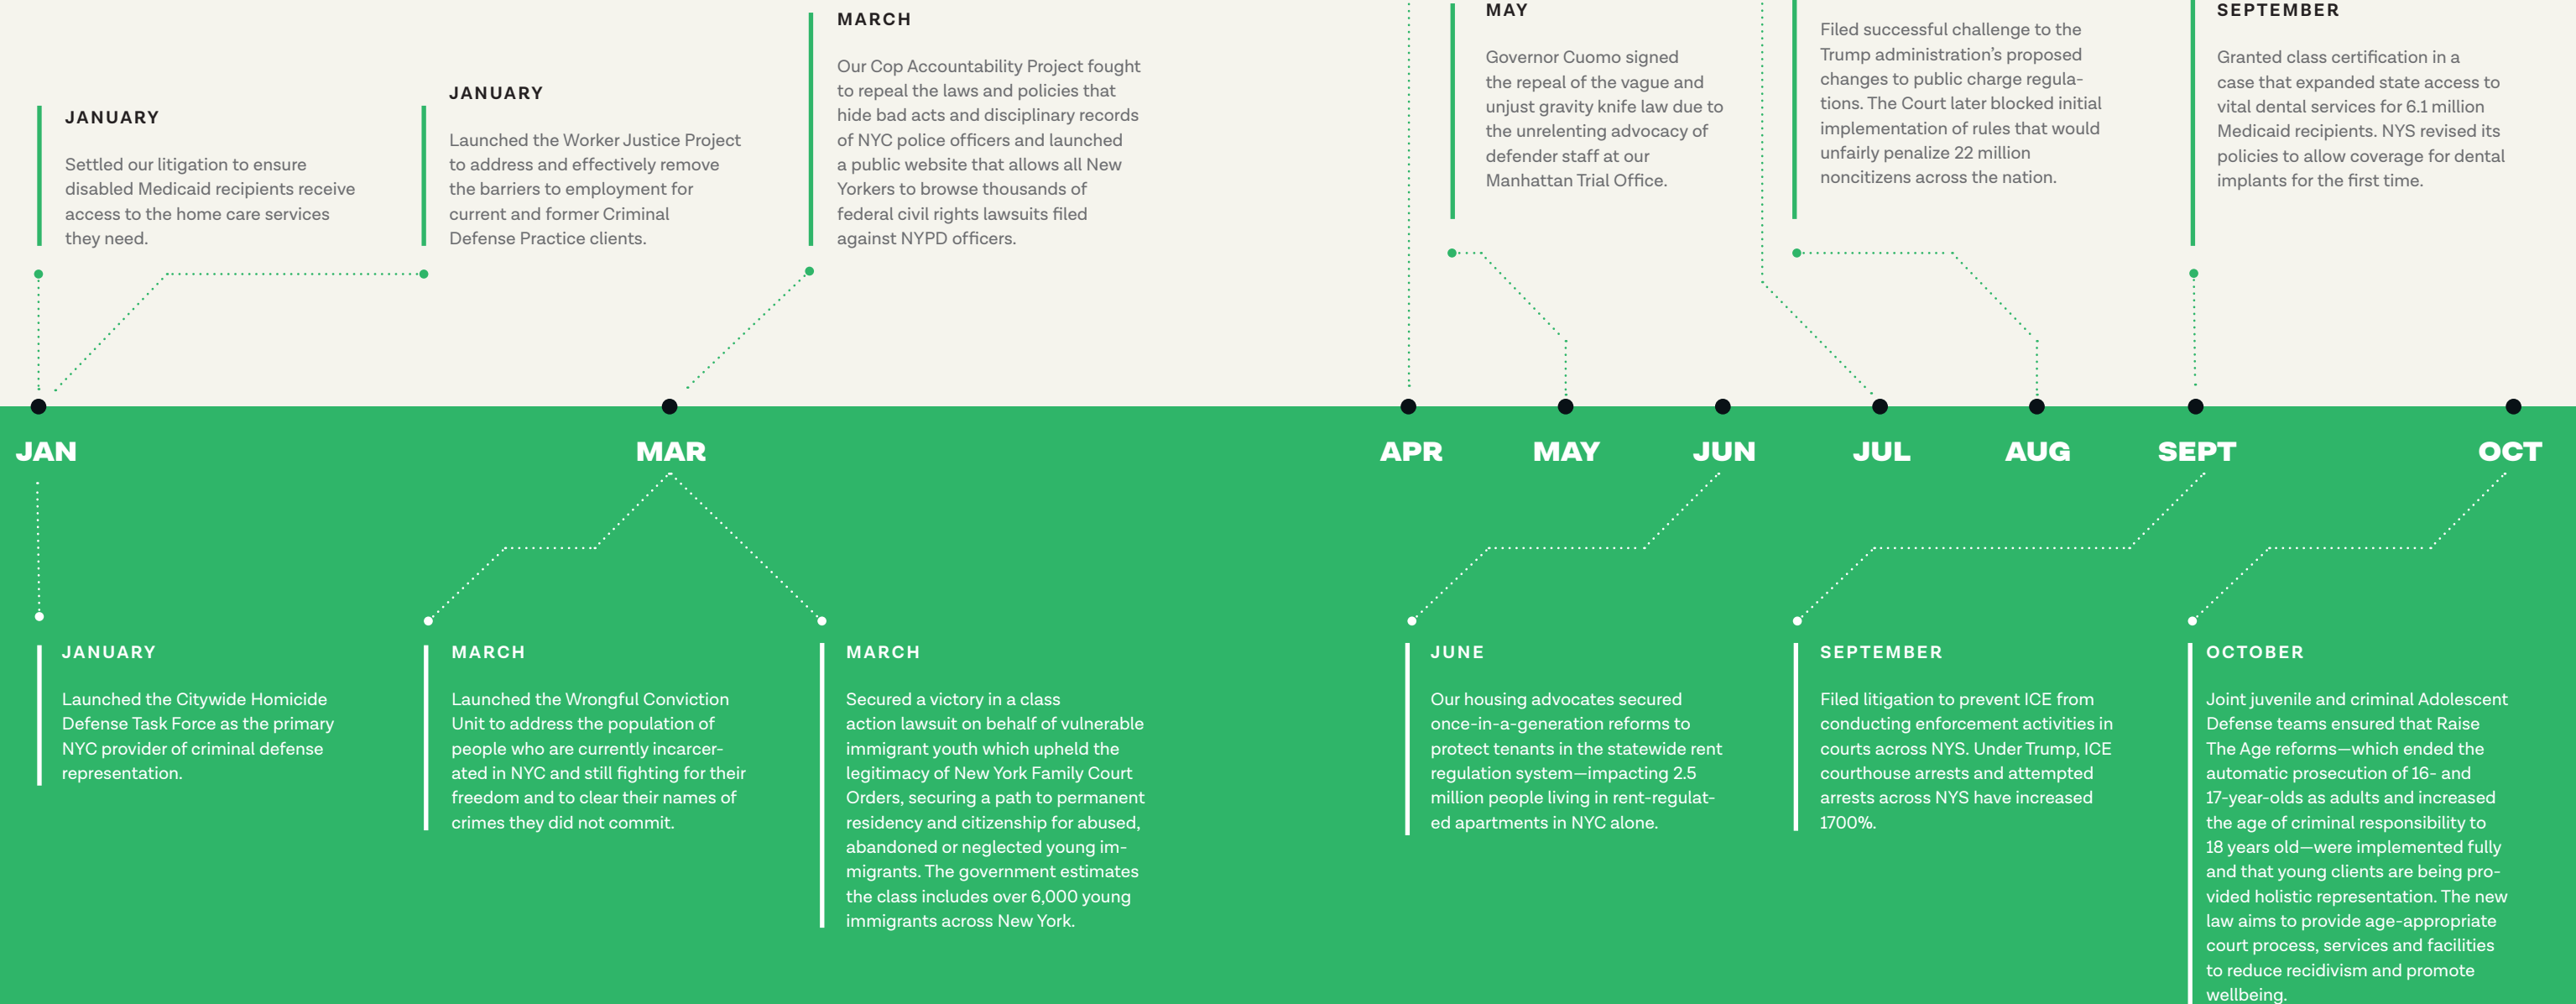 JANUARY
Settled our litigation to ensure
disabled Medicaid recipients receive
access to the home care services
they need.
JANUARY
Launched the Worker Justice Project
to address and effectively remove
the barriers to employment for
current and former Criminal
Defense Practice clients.
MARCH
Our Cop Accountability Project fought
to repeal the laws and policies that
hide bad acts and disciplinary records
of NYC police officers and launched
a public website that allows all New
Yorkers to browse thousands of
federal civil rights lawsuits filed
against NYPD officers.
MAY
Governor Cuomo signed
the repeal of the vague and
unjust gravity knife law due to
the unrelenting advocacy of
defender staff at our
Manhattan Trial Office.
Filed successful challenge to the
Trump administration’s proposed
changes to public charge regula-
tions. The Court later blocked initial
implementation of rules that would
unfairly penalize 22 million
noncitizens across the nation.
SEPTEMBER
Granted class certification in a
case that expanded state access to
vital dental services for 6.1 million
Medicaid recipients. NYS revised its
policies to allow coverage for dental
implants for the first time.
JAN MAR APR MAY JUN JUL AUG SEPT OCT
JANUARY
Launched the Citywide Homicide
Defense Task Force as the primary
NYC provider of criminal defense
representation.
MARCH
Launched the Wrongful Conviction
Unit to address the population of
people who are currently incarcer-
ated in NYC and still fighting for their
freedom and to clear their names of
crimes they did not commit.
MARCH
Secured a victory in a class
action lawsuit on behalf of vulnerable
immigrant youth which upheld the
legitimacy of New York Family Court
Orders, securing a path to permanent
residency and citizenship for abused,
abandoned or neglected young im-
migrants. The government estimates
the class includes over 6,000 young
immigrants across New York.
JUNE
Our housing advocates secured
once-in-a-generation reforms to
protect tenants in the statewide rent
regulation system—impacting 2.5
million people living in rent-regulat-
ed apartments in NYC alone.
SEPTEMBER
Filed litigation to prevent ICE from
conducting enforcement activities in
courts across NYS. Under Trump, ICE
courthouse arrests and attempted
arrests across NYS have increased
1700%.
OCTOBER
Joint juvenile and criminal Adolescent
Defense teams ensured that Raise
The Age reforms—which ended the
automatic prosecution of 16- and
17-year-olds as adults and increased
the age of criminal responsibility to
18 years old—were implemented fully
and that young clients are being pro-
vided holistic representation. The new
law aims to provide age-appropriate
court process, services and facilities
to reduce recidivism and promote
wellbeing.